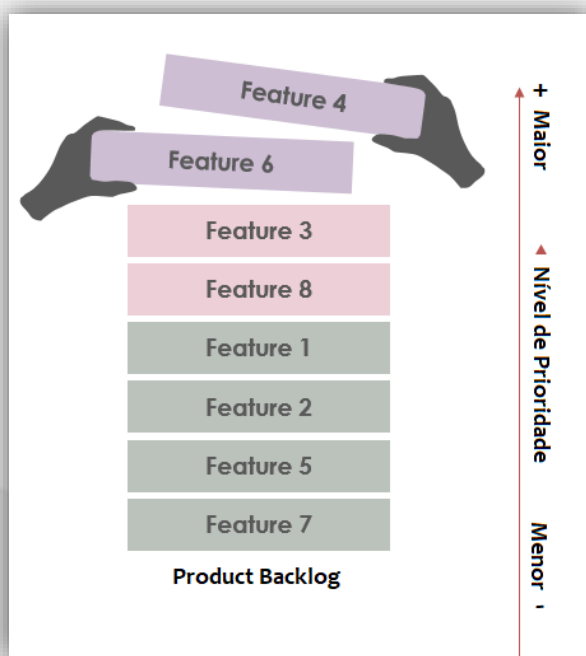 Feature 4
Feature 6
Feature 3
Feature 8
Feature 1
Feature 2
Feature 5
Feature 7
Product Backlog
+ Maior
Nível de Prioridade
Menor -